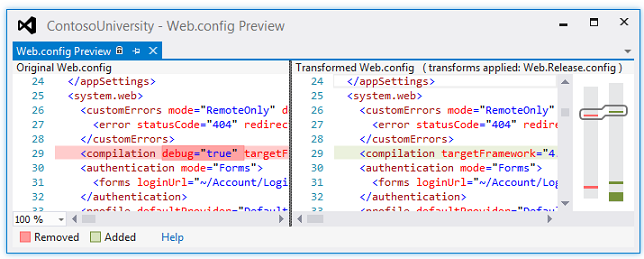 ContosoUniversity - Web.config Preview
Web.config Preview
Original Web.config
24 </appSettings>
25 <system.web>
26 <customErrors mode="RemoteOnly" d
27 <error statusCode="404" redirec
28 </customErrors>
29 <compilation debug="true" targetF
30 <authentication mode="Forms">
31 <forms loginUrl="~/Account/Logi
32 </authentication>
33 <profile defaultProvider="Default
100 %
Transformed Web.config ( transforms applied: Web.Release.config )
24 </appSettings>
25 <system.web>
26 <customErrors mode="RemoteOnly"
27 <error statusCode="404" redirec
28 </customErrors>
29 <compilation targetFramework="4.
30 <authentication mode="Forms">
31 <forms loginUrl="~/Account/Logi
32 </authentication>
33 <profile defaultProvider="Default
Removed Added Help